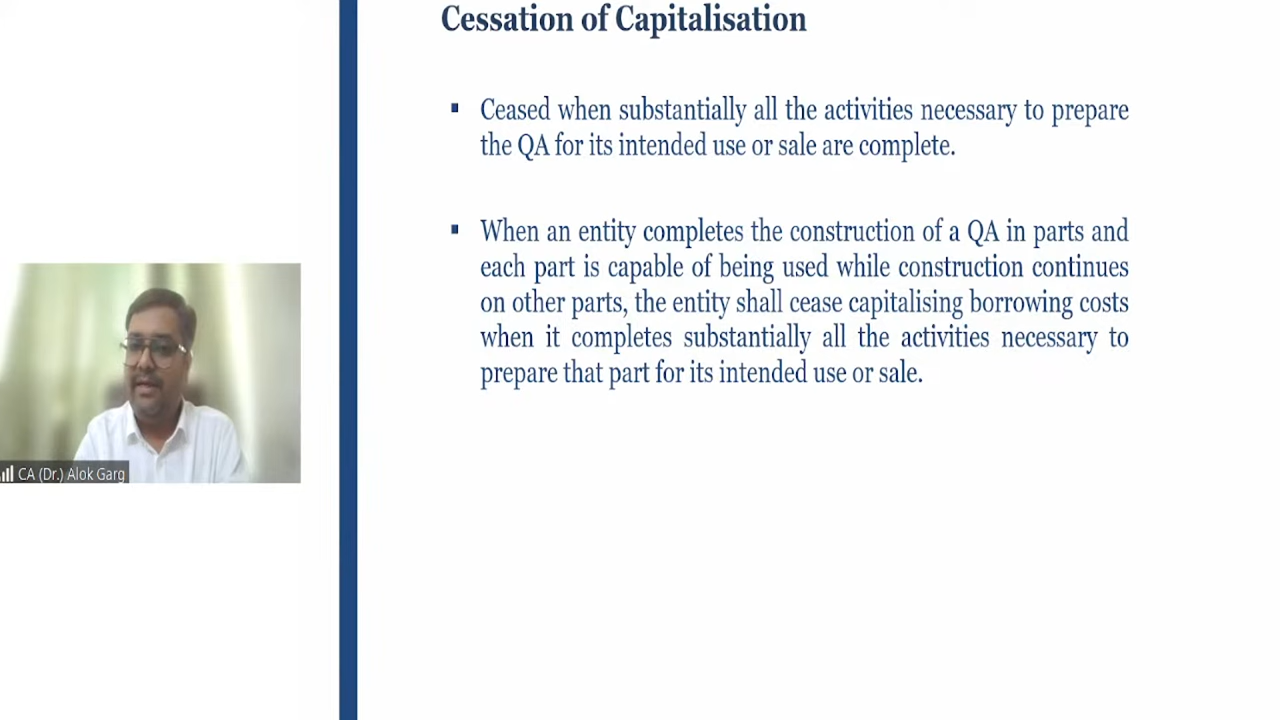 Cessation of Capitalisation
▪ Ceased when substantially all the activities necessary to prepare
the QA for its intended use or sale are complete.
▪ When an entity completes the construction of a QA in parts and
each part is capable of being used while construction continues
on other parts, the entity shall cease capitalising borrowing costs
when it completes substantially all the activities necessary to
prepare that part for its intended use or sale.
CA (Dr.) Alok Garg